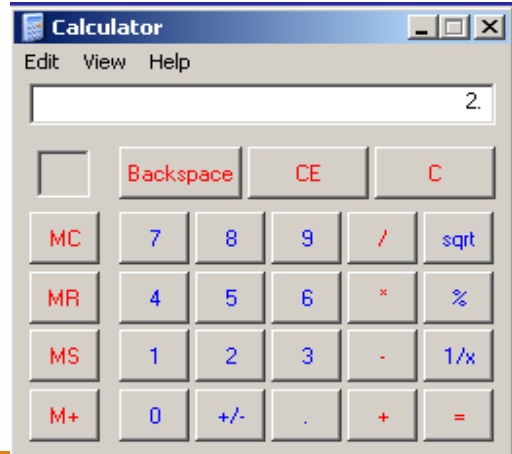 Calculator
Edit View Help
2.
Backspace CE C
MC 7 8 9 / sqrt
MR 4 5 6 * %
MS 1 2 3 - 1/x
M+ 0 +/- . + =